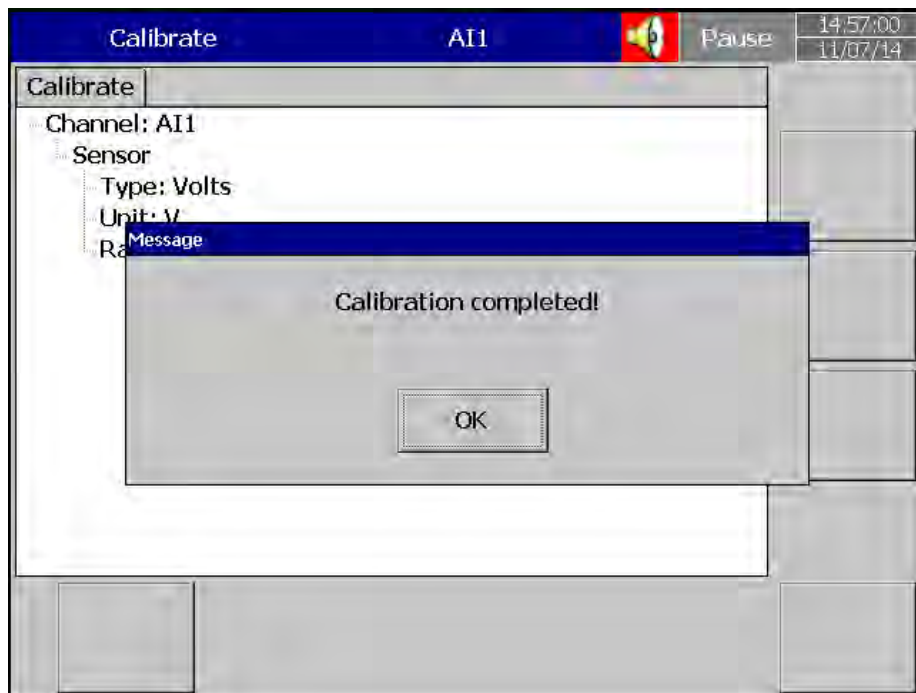 Calibrate AI1 Pause 14:57:00
11/07/14
Calibrate
Channel: AI1
Sensor
Type: Volts
Unit: V
Ra
Message
Calibration completed!
OK